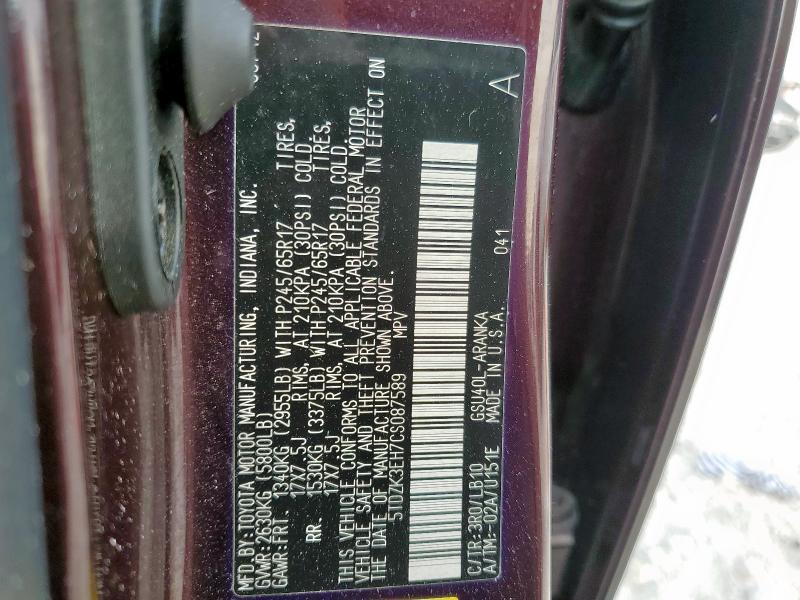 MFD.BY:TOYOTA MOTOR MANUFACTURING, INDIANA, INC.
GVWR:2630KG (5800LB)
GAWR:FRT. 1340KG (2955LB) WITH P245/65R17 TIRES,
17X7.5J RIMS, AT 210KPA (30PSI) COLD.
RR. 1530KG (3375LB) WITH P245/65R17 TIRES,
17X7.5J RIMS, AT 210KPA (30PSI) COLD.
THIS VEHICLE CONFORMS TO ALL APPLICABLE FEDERAL MOTOR
VEHICLE SAFETY AND THEFT PREVENTION STANDARDS IN EFFECT ON
THE DATE OF MANUFACTURE SHOWN ABOVE.
5TDZK3EH7CS087589 MPV
C/TR:3R0/LB10 GSU40L-ARANKA 041
A/TM:-02A/U151E MADE IN U.S.A.
A